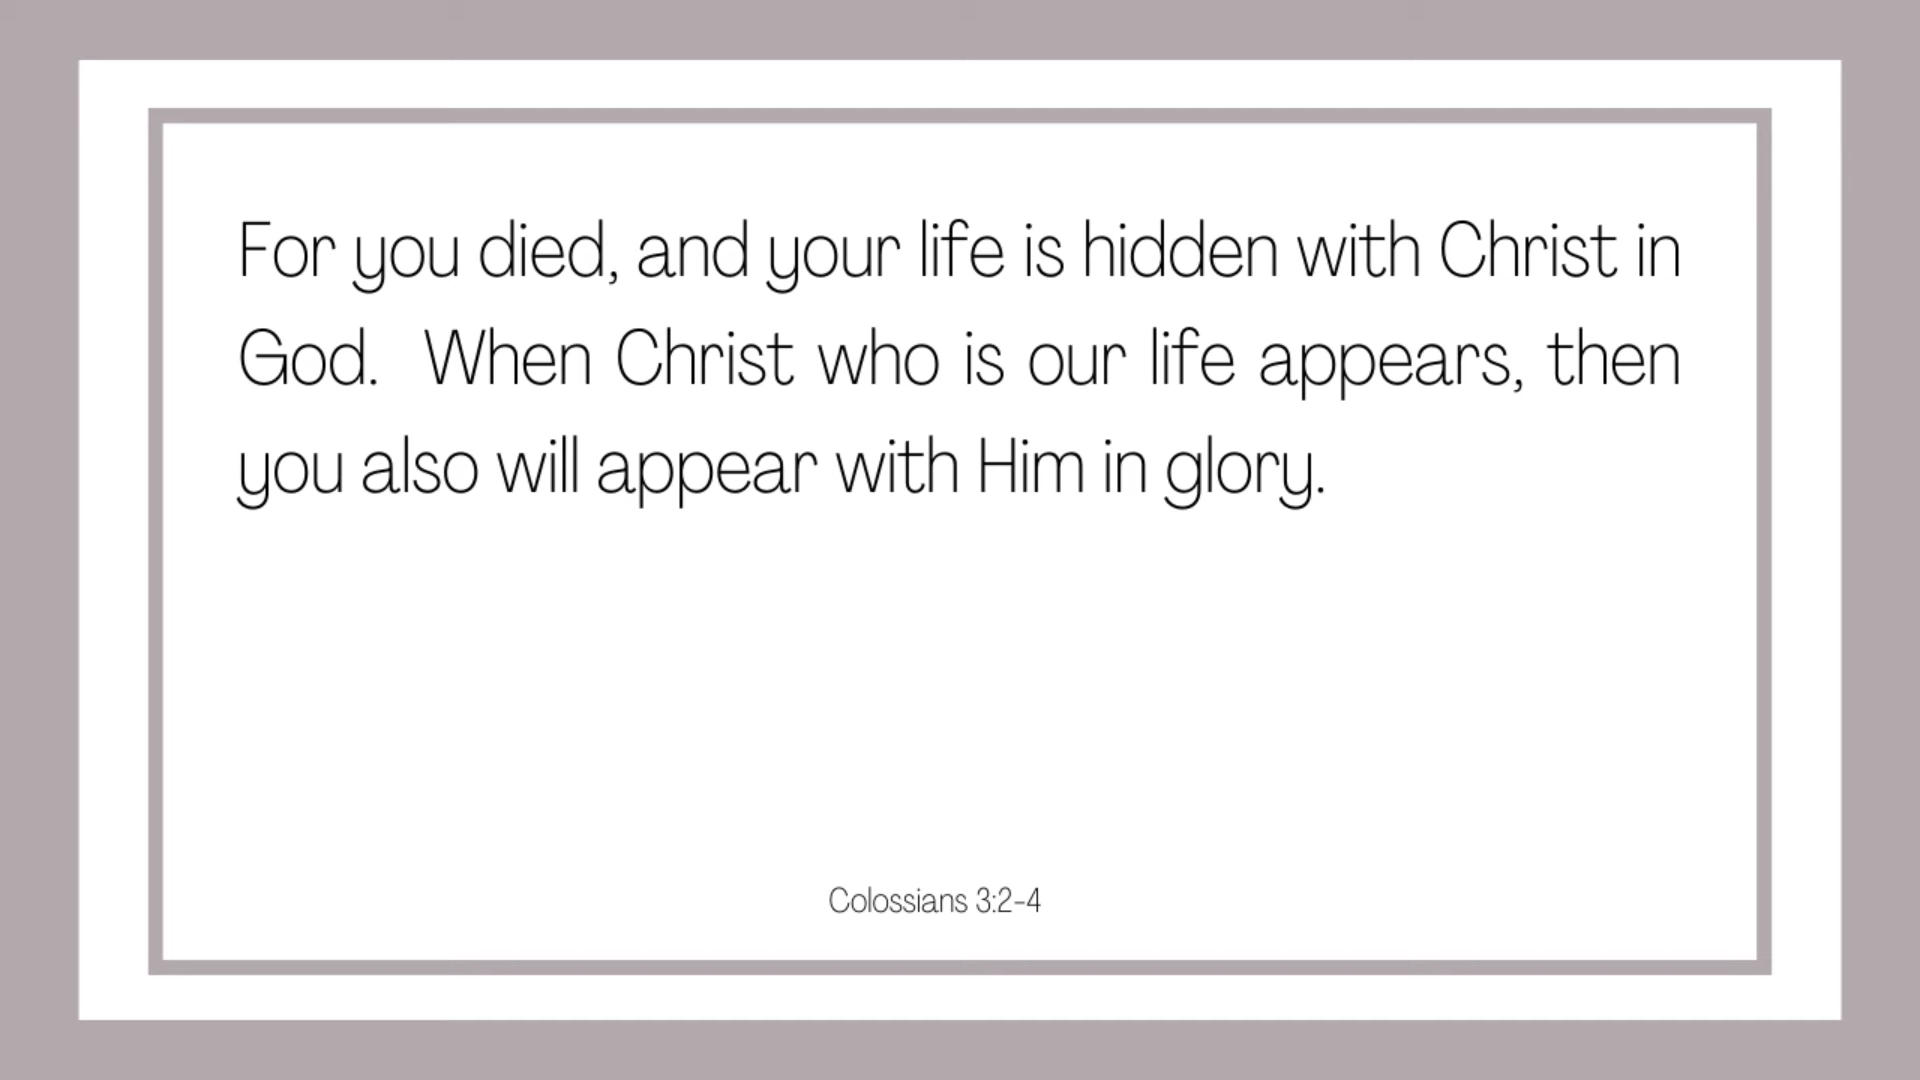 For you died, and your life is hidden with Christ in
God. When Christ who is our life appears, then
you also will appear with Him in glory.
Colossians 3:2-4